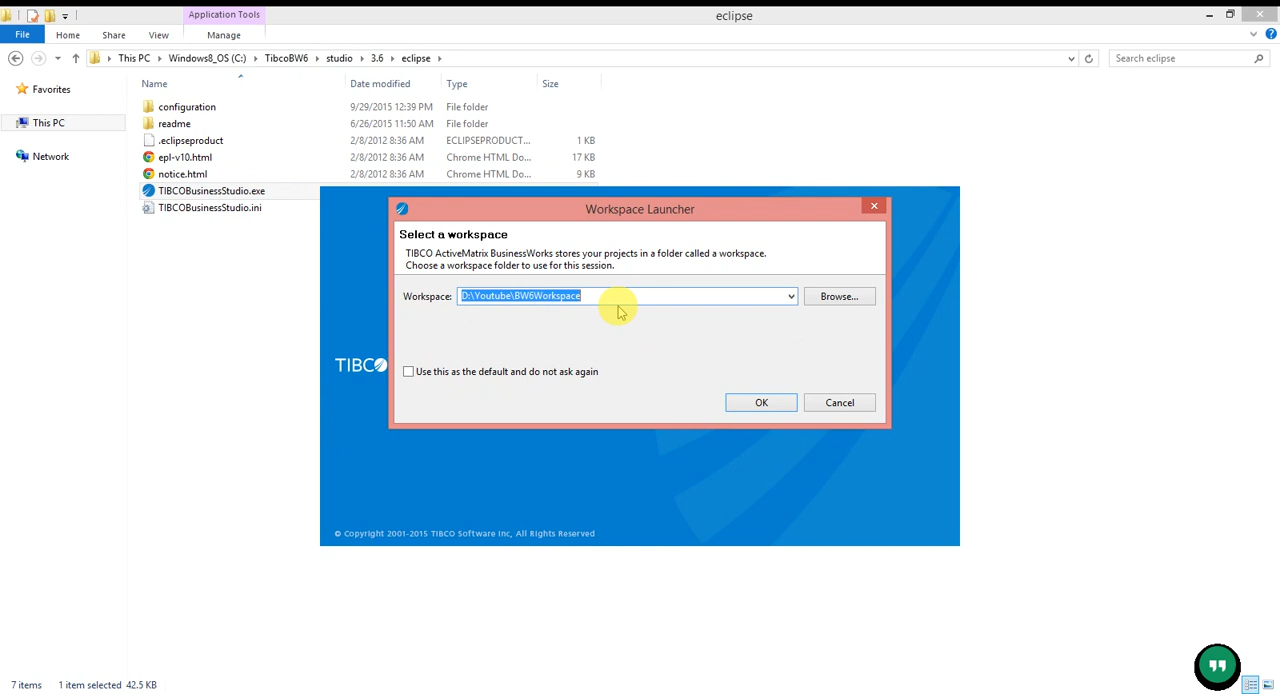 Application Tools
eclipse
File
Home
Share
View
Manage
This PC
Windows8_OS (C:)
TibcoBW6
studio
3.6
eclipse
Search eclipse
Favorites
This PC
Network
Name
Date modified
Type
Size
configuration
9/29/2015 12:39 PM
File folder
readme
6/26/2015 11:50 AM
File folder
.eclipseproduct
2/8/2012 8:36 AM
ECLIPSEPRODUCT...
1 KB
epl-v10.html
2/8/2012 8:36 AM
Chrome HTML Do...
17 KB
notice.html
2/8/2012 8:36 AM
Chrome HTML Do...
9 KB
TIBCOBusinessStudio.exe
TIBCOBusinessStudio.ini
Workspace Launcher
Select a workspace
TIBCO ActiveMatrix BusinessWorks stores your projects in a folder called a workspace.
Choose a workspace folder to use for this session.
Workspace:
D:\Youtube\BW6Workspace
Browse...
Use this as the default and do not ask again
OK
Cancel
TIBCO
© Copyright 2001-2015 TIBCO Software Inc, All Rights Reserved
7 items
1 item selected 42.5 KB